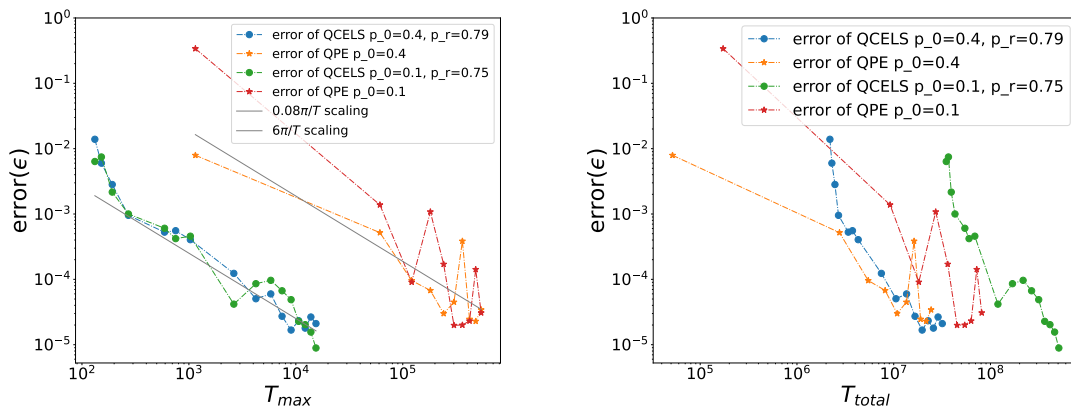 10^0
10^{-1}
10^{-2}
10^{-3}
10^{-4}
10^{-5}
error(ϵ)
error of QCELS p_0=0.4, p_r=0.79
error of QPE p_0=0.4
error of QCELS p_0=0.1, p_r=0.75
error of QPE p_0=0.1
0.08π/T scaling
6π/T scaling
10^2
10^3
10^4
10^5
T_{max}
10^0
10^{-1}
10^{-2}
10^{-3}
10^{-4}
10^{-5}
error(ϵ)
error of QCELS p_0=0.4, p_r=0.79
error of QPE p_0=0.4
error of QCELS p_0=0.1, p_r=0.75
error of QPE p_0=0.1
10^5
10^6
10^7
10^8
T_{total}